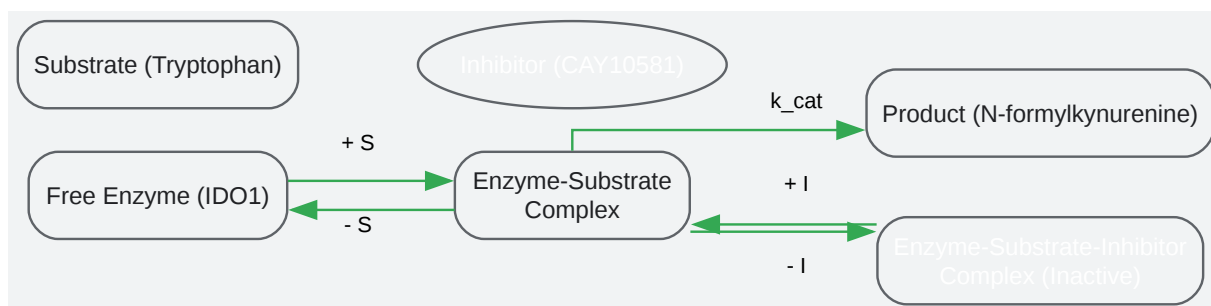 Substrate (Tryptophan)
Inhibitor (CAY10581)
k_cat
Product (N-formylkynurenine)
+ S
Free Enzyme (IDO1)
Enzyme-Substrate
Complex
+ I
- S
- I
Enzyme-Substrate-Inhibitor
Complex (Inactive)